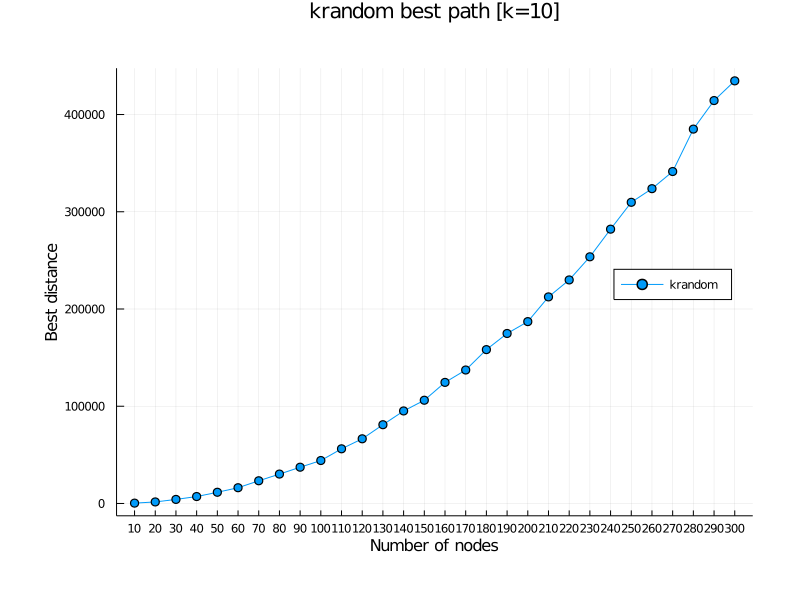 krandom best path [k=10]
400000
300000
200000
100000
0
Best distance
krandom
10 20 30 40 50 60 70 80 90 100 110 120 130 140 150 160 170 180 190 200 210 220 230 240 250 260 270 280 290 300
Number of nodes